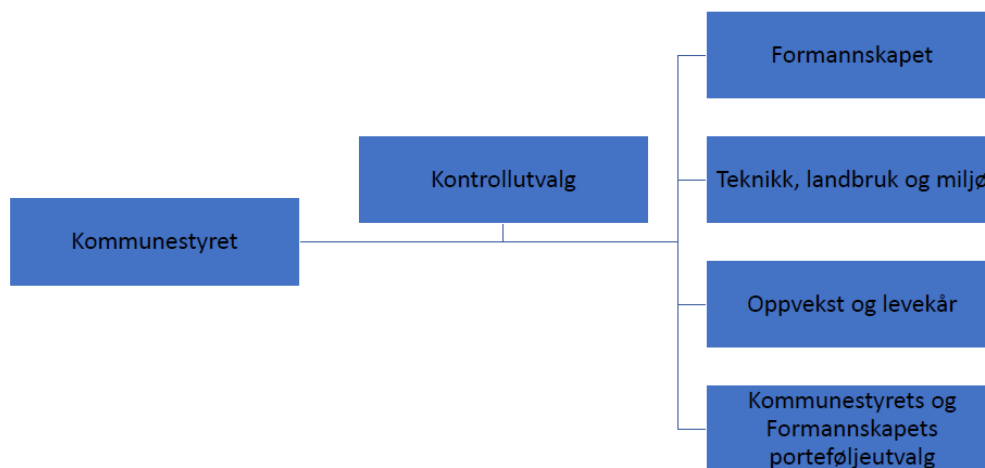 Formannskapet
Kontrollutvalg
Teknikk, landbruk og miljø
Kommunestyret
Oppvekst og levekår
Kommunestyrets og
Formannskapets
porteføljeutvalg